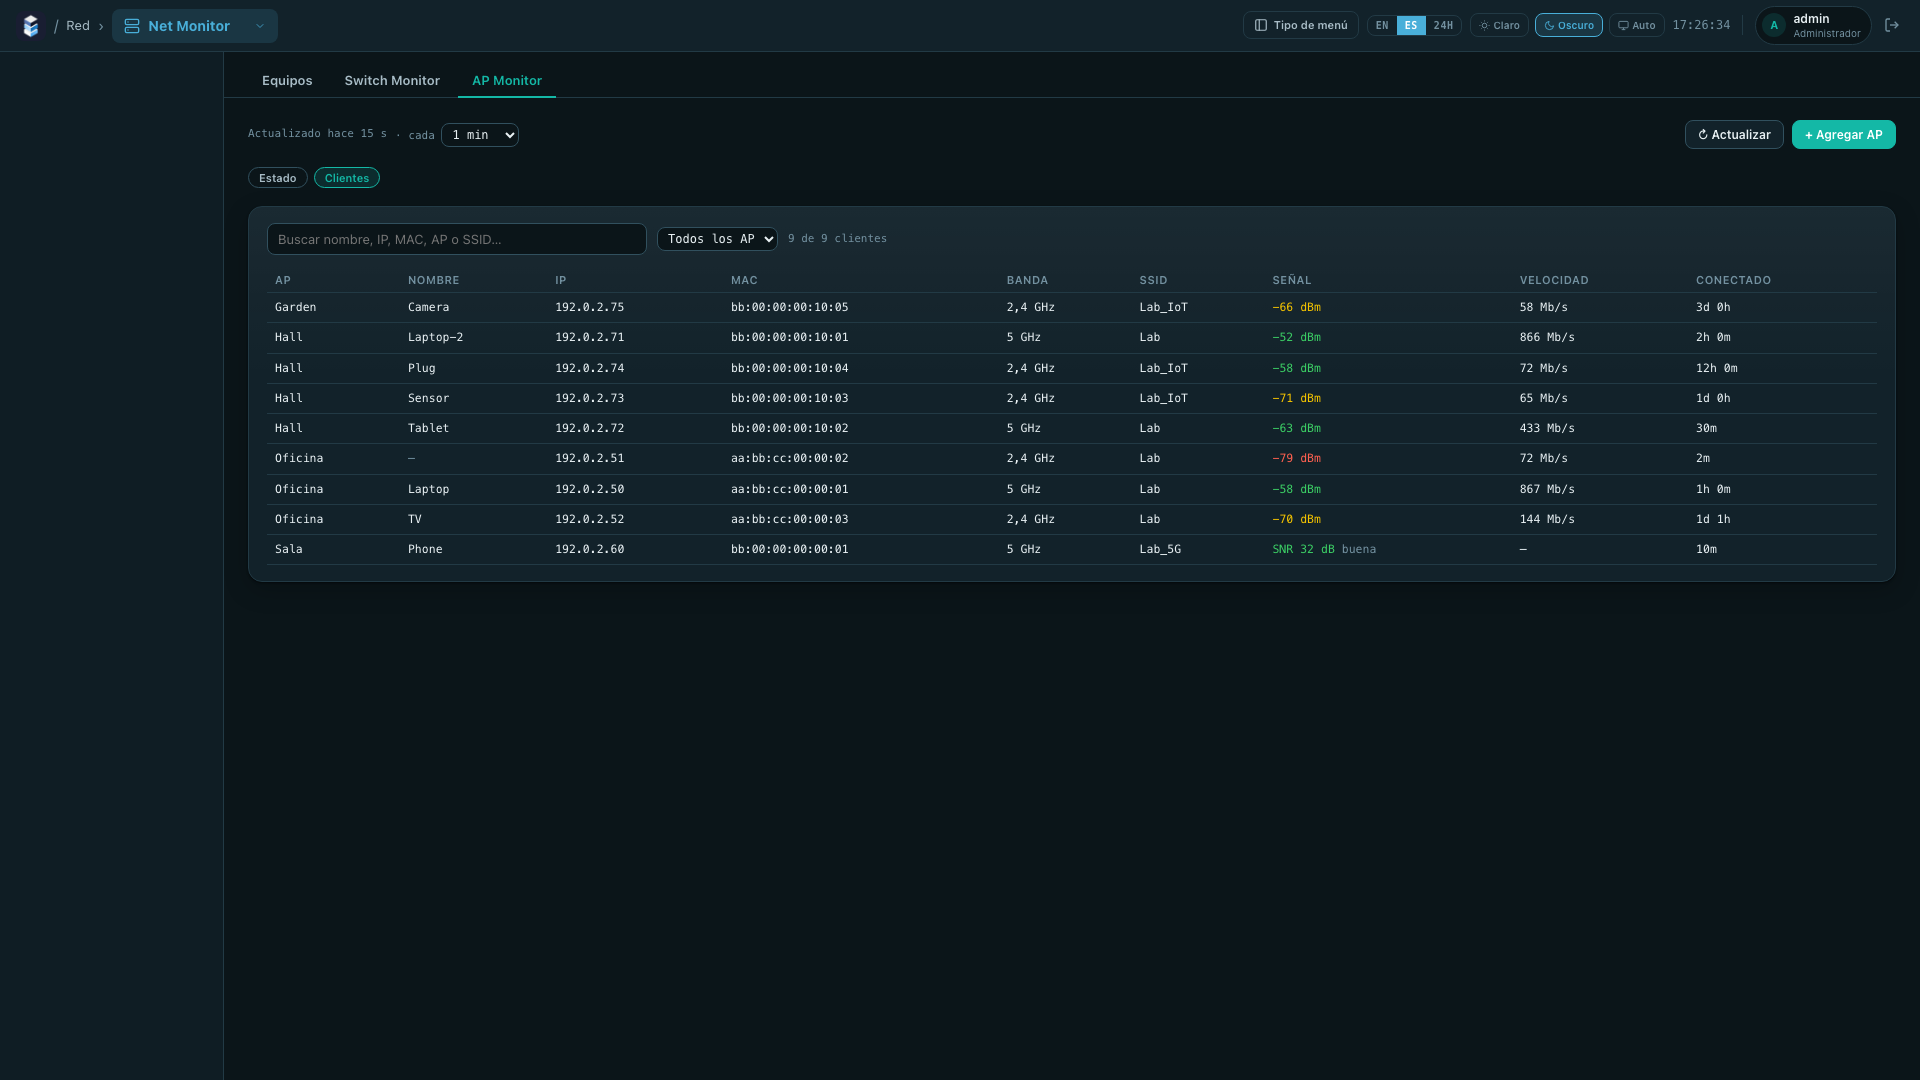 / Red › Net Monitor
Tipo de menú
EN ES 24H
Claro
Oscuro
Auto
17:26:34
A
admin
Administrador
Equipos
Switch Monitor
AP Monitor
Actualizado hace 15 s · cada 1 min
Actualizar
+ Agregar AP
Estado
Clientes
Buscar nombre, IP, MAC, AP o SSID...
Todos los AP
9 de 9 clientes
AP NOMBRE IP MAC BANDA SSID SEÑAL VELOCIDAD CONECTADO
Garden Camera 192.0.2.75 bb:00:00:00:10:05 2,4 GHz Lab_IoT −66 dBm 58 Mb/s 3d 0h
Hall Laptop-2 192.0.2.71 bb:00:00:00:10:01 5 GHz Lab −52 dBm 866 Mb/s 2h 0m
Hall Plug 192.0.2.74 bb:00:00:00:10:04 2,4 GHz Lab_IoT −58 dBm 72 Mb/s 12h 0m
Hall Sensor 192.0.2.73 bb:00:00:00:10:03 2,4 GHz Lab_IoT −71 dBm 65 Mb/s 1d 0h
Hall Tablet 192.0.2.72 bb:00:00:00:10:02 5 GHz Lab −63 dBm 433 Mb/s 30m
Oficina — 192.0.2.51 aa:bb:cc:00:00:02 2,4 GHz Lab −79 dBm 72 Mb/s 2m
Oficina Laptop 192.0.2.50 aa:bb:cc:00:00:01 5 GHz Lab −58 dBm 867 Mb/s 1h 0m
Oficina TV 192.0.2.52 aa:bb:cc:00:00:03 2,4 GHz Lab −70 dBm 144 Mb/s 1d 1h
Sala Phone 192.0.2.60 bb:00:00:00:00:01 5 GHz Lab_5G SNR 32 dB buena — 10m